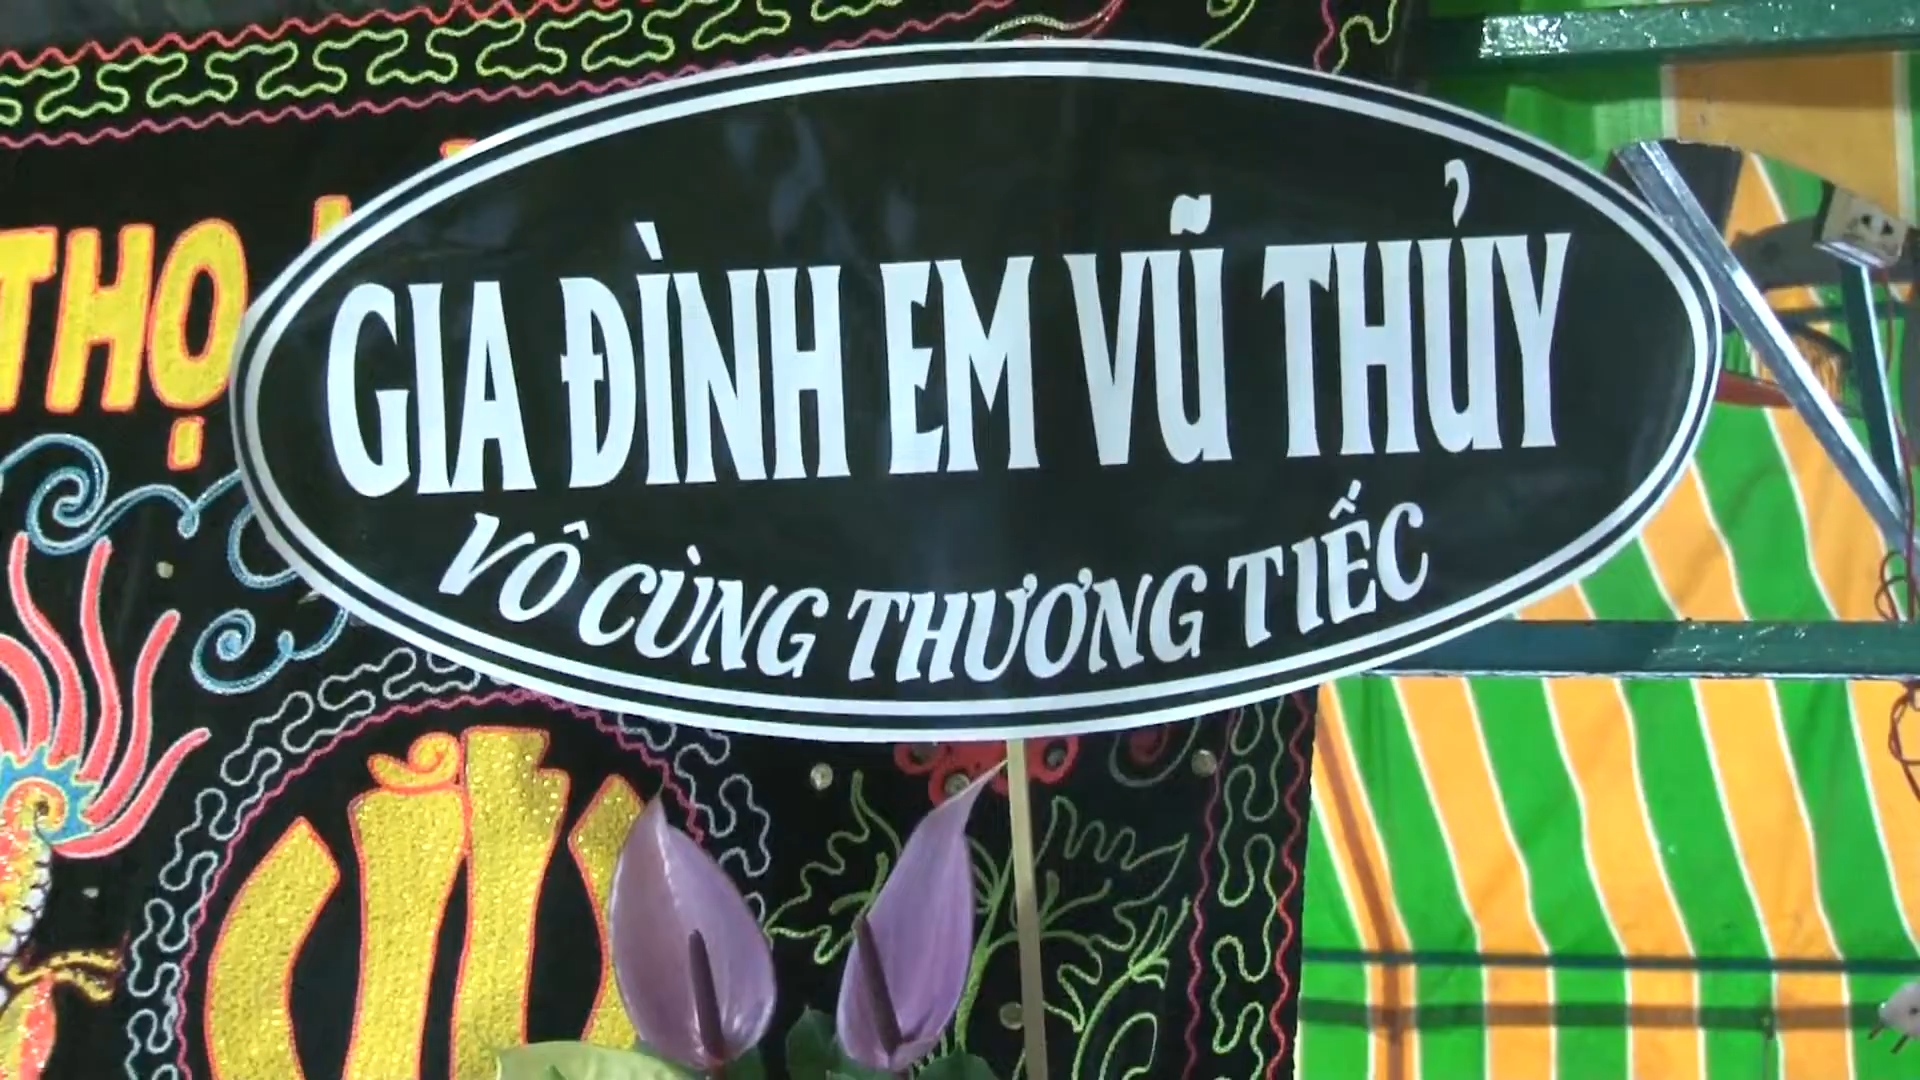 THỌ
GIA ĐÌNH EM VŨ THỦY
VÔ CÙNG THƯƠNG TIẾC